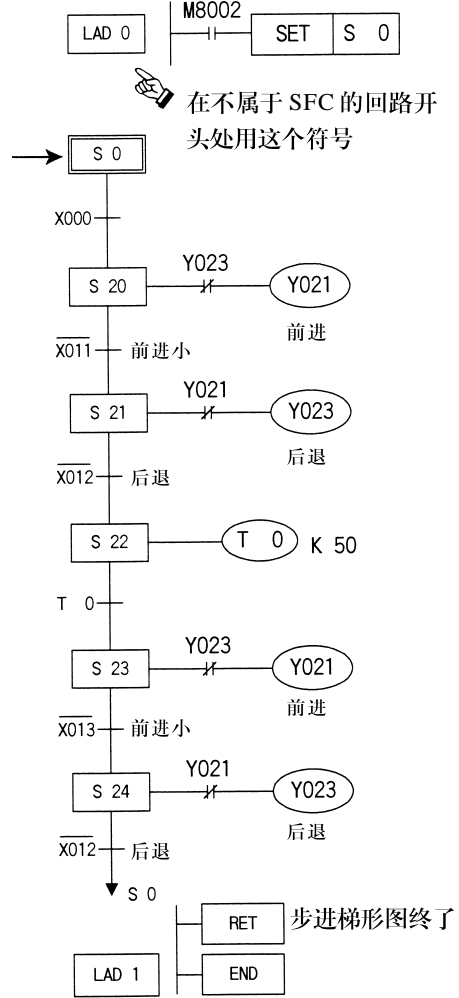 M8002
LAD 0 SET S 0
在不属于 SFC 的回路开
头处用这个符号
S 0
X000
Y023
S 20 Y021
前进
X011 前进小
Y021
S 21 Y023
后退
X012 后退
S 22 T 0 K 50
T 0
Y023
S 23 Y021
前进
X013 前进小
Y021
S 24 Y023
后退
X012 后退
S 0
RET 步进梯形图终了
LAD 1 END